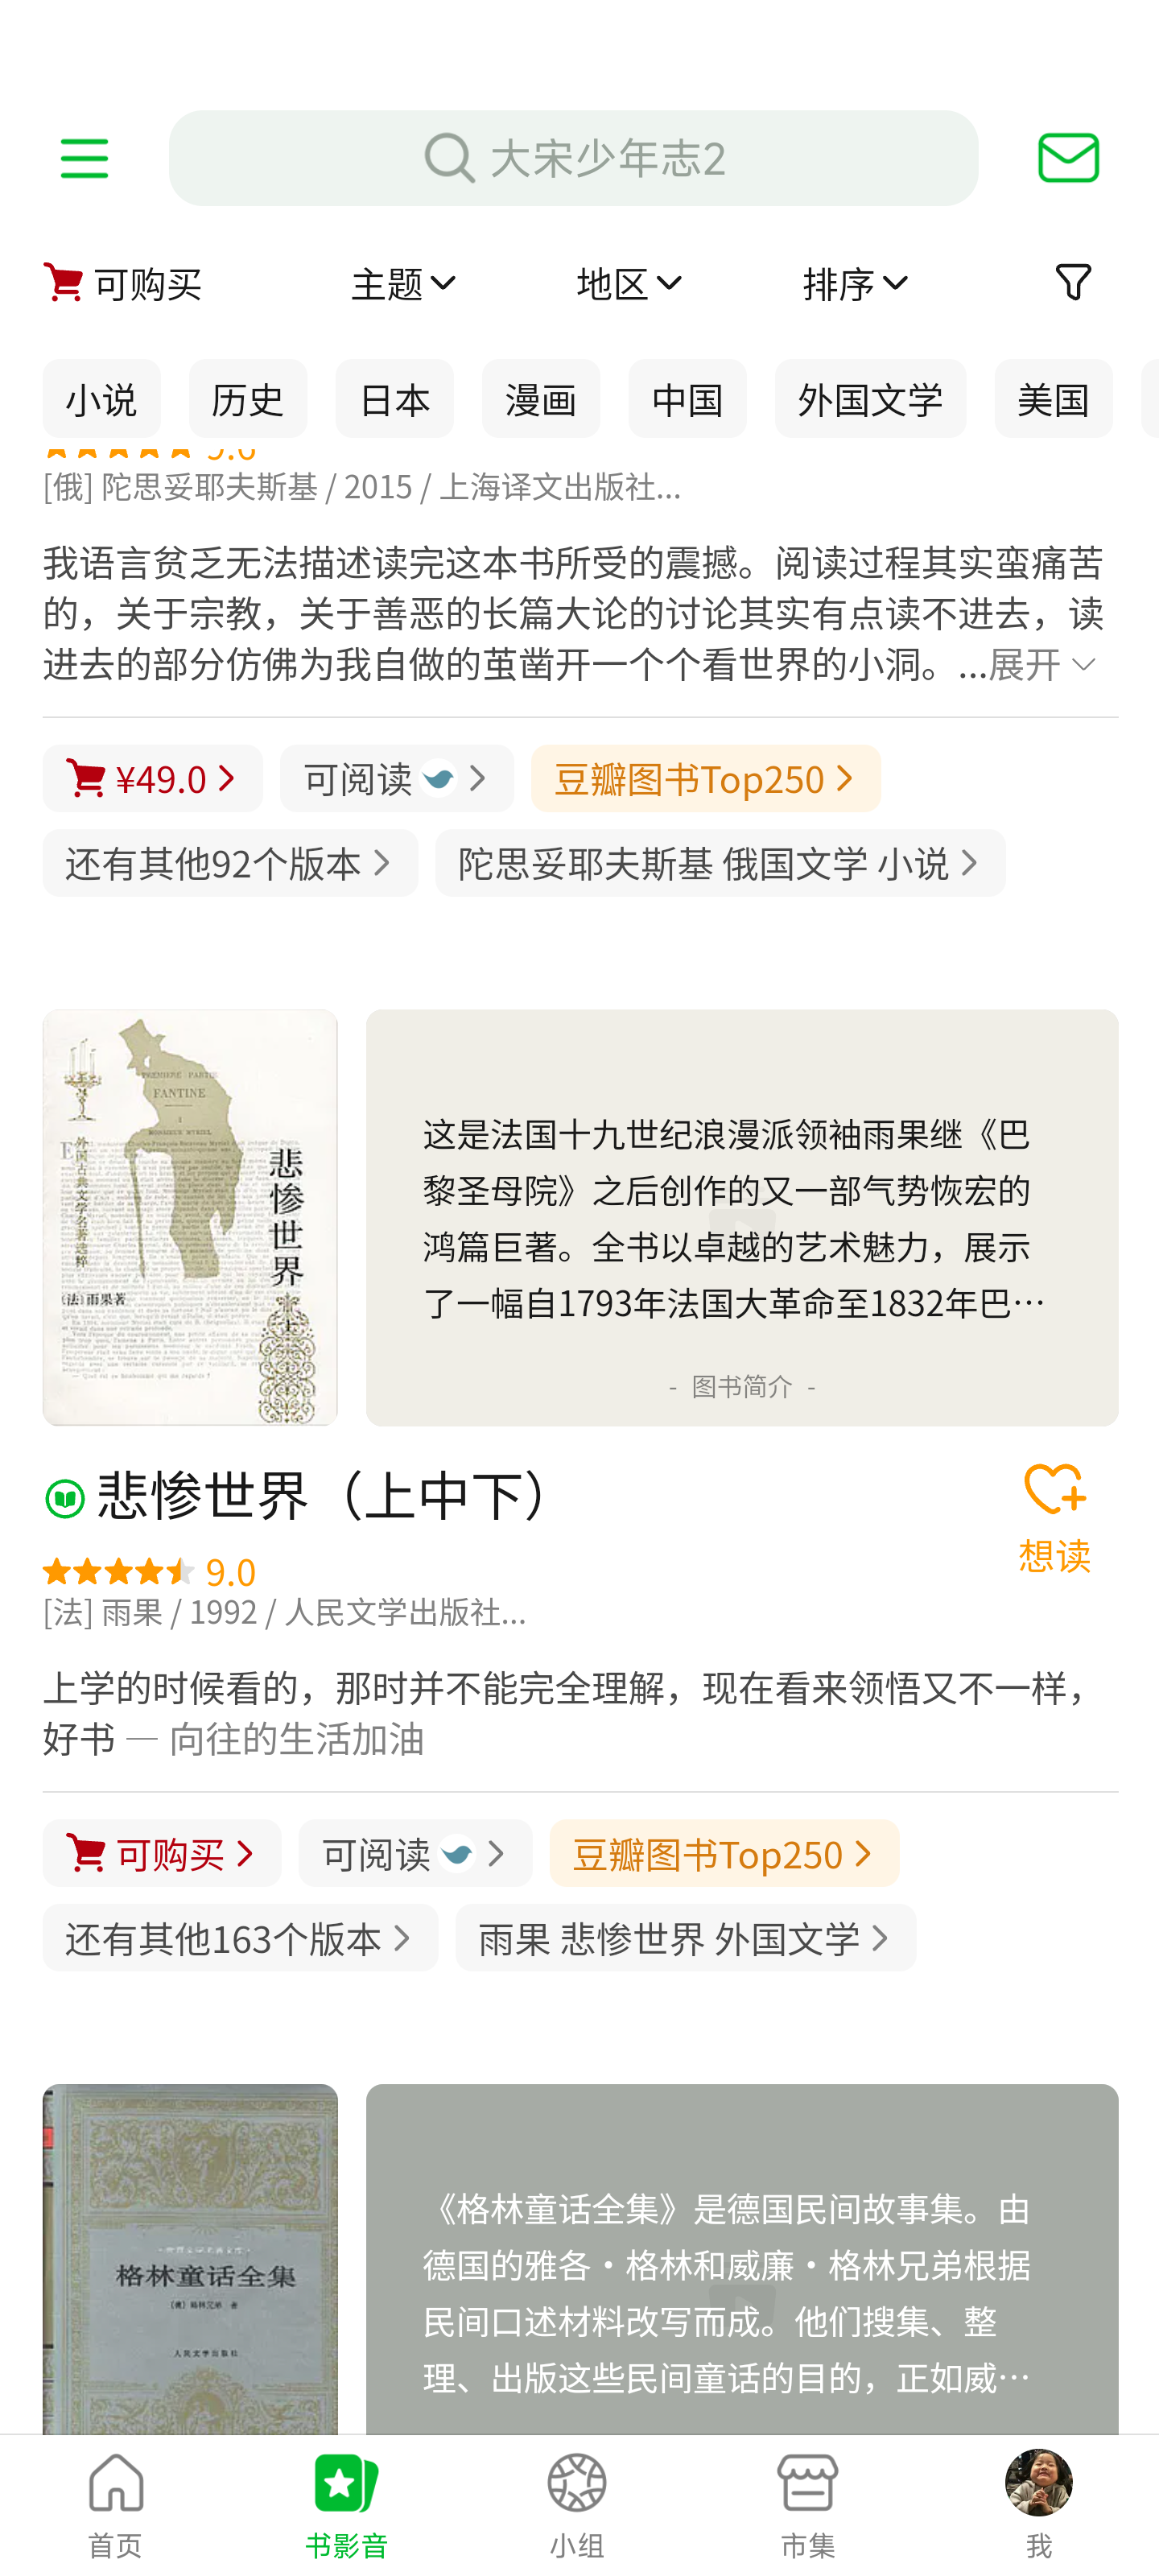 大宋少年志2
可购买 主题 地区 排序
小说 历史 日本 漫画 中国 外国文学 美国
[俄] 陀思妥耶夫斯基 / 2015 / 上海译文出版社...
我语言贫乏无法描述读完这本书所受的震撼。阅读过程其实蛮痛苦
的，关于宗教，关于善恶的长篇大论的讨论其实有点读不进去，读
进去的部分仿佛为我自做的茧凿开一个个看世界的小洞。...展开
¥49.0 可阅读 豆瓣图书Top250
还有其他92个版本 陀思妥耶夫斯基 俄国文学 小说
PREMIÈRE PARTIE
FANTINE
外国古典文学名著选粹
悲惨世界
〔法〕雨果著
上
这是法国十九世纪浪漫派领袖雨果继《巴
黎圣母院》之后创作的又一部气势恢宏的
鸿篇巨著。全书以卓越的艺术魅力，展示
了一幅自1793年法国大革命至1832年巴…
- 图书简介 -
悲惨世界（上中下）
想读
9.0
[法] 雨果 / 1992 / 人民文学出版社...
上学的时候看的，那时并不能完全理解，现在看来领悟又不一样，
好书 — 向往的生活加油
可购买 可阅读 豆瓣图书Top250
还有其他163个版本 雨果 悲惨世界 外国文学
格林童话全集
人民文学出版社
《格林童话全集》是德国民间故事集。由
德国的雅各·格林和威廉·格林兄弟根据
民间口述材料改写而成。他们搜集、整
理、出版这些民间童话的目的，正如威…
首页 书影音 小组 市集 我